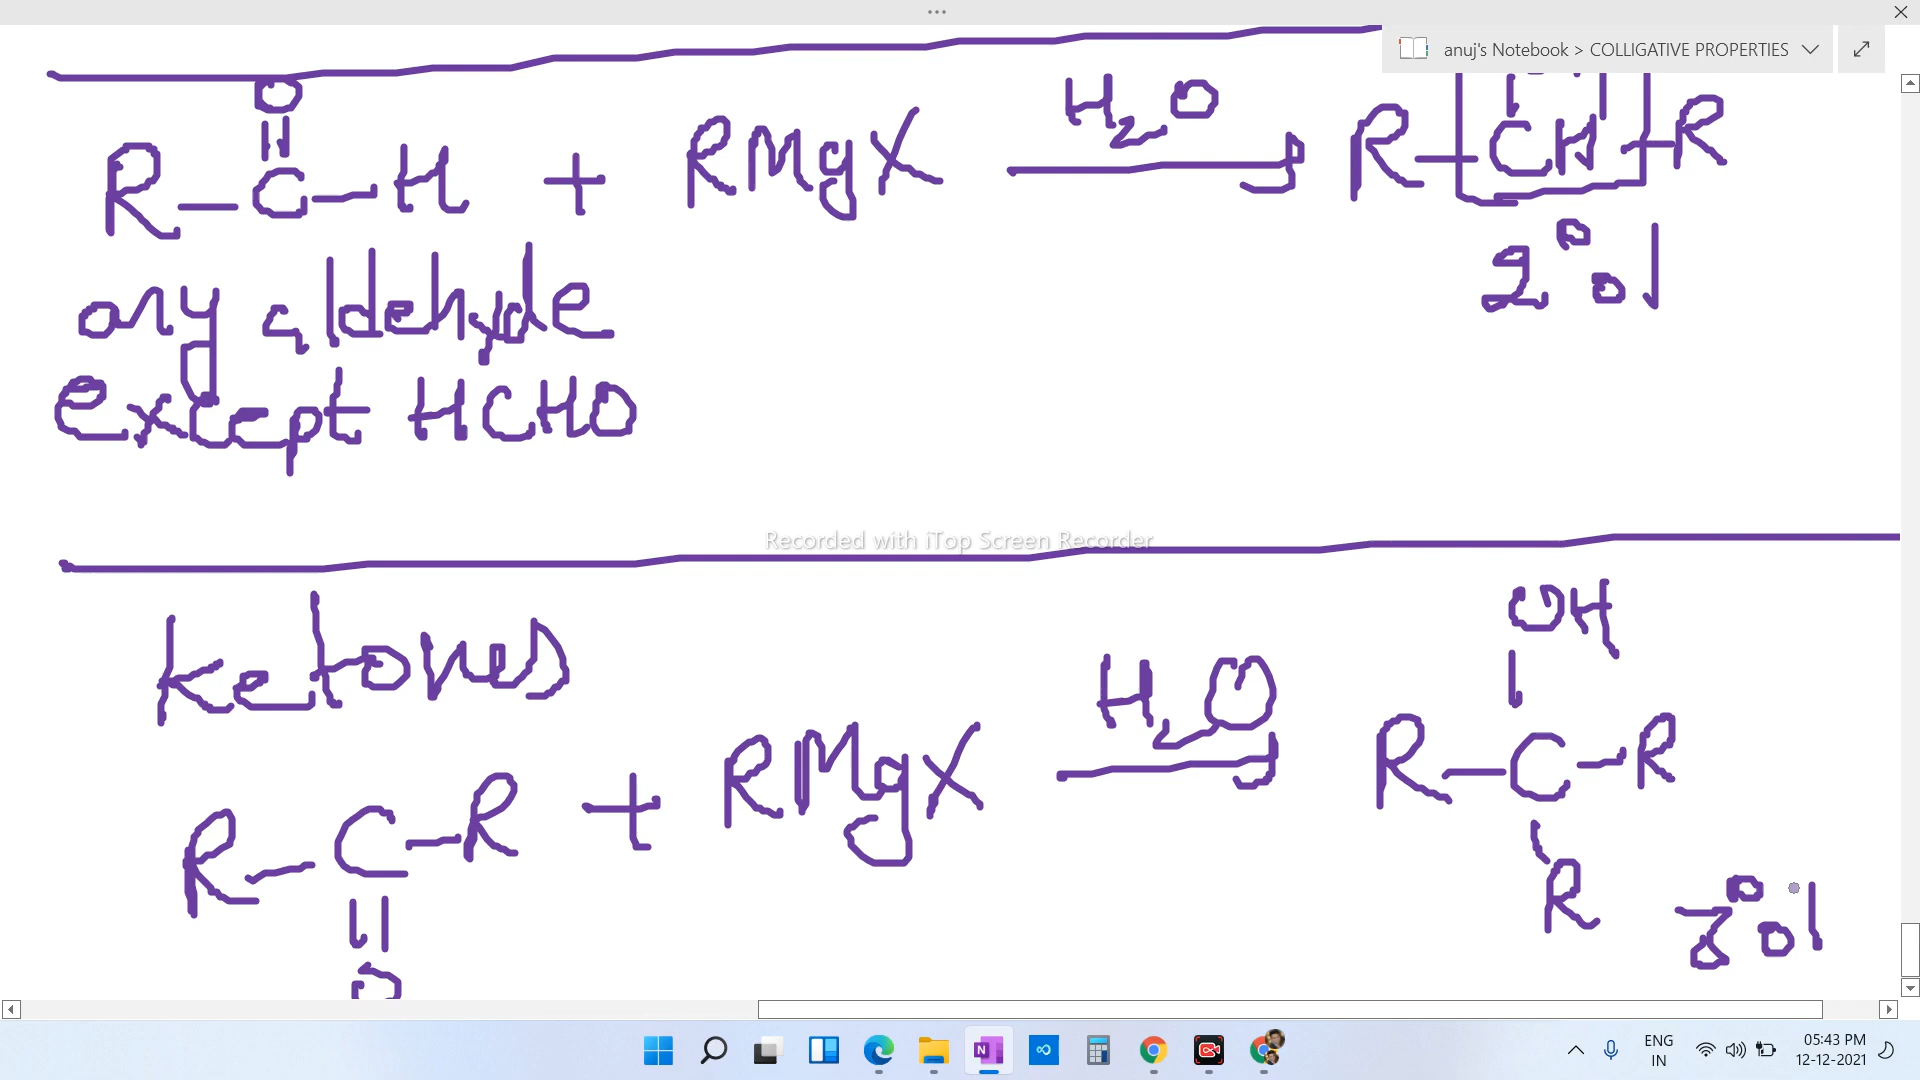 anuj's Notebook > COLLIGATIVE PROPERTIES
O
R-C-H + RMgX H2O R-CH-R
2° ol
any aldehyde
except HCHO
Recorded with iTop Screen Recorder
Ketones
OH
R-C-R + RMgX H2O R-C-R
O
R
3° ol
ENG
IN
05:43 PM
12-12-2021